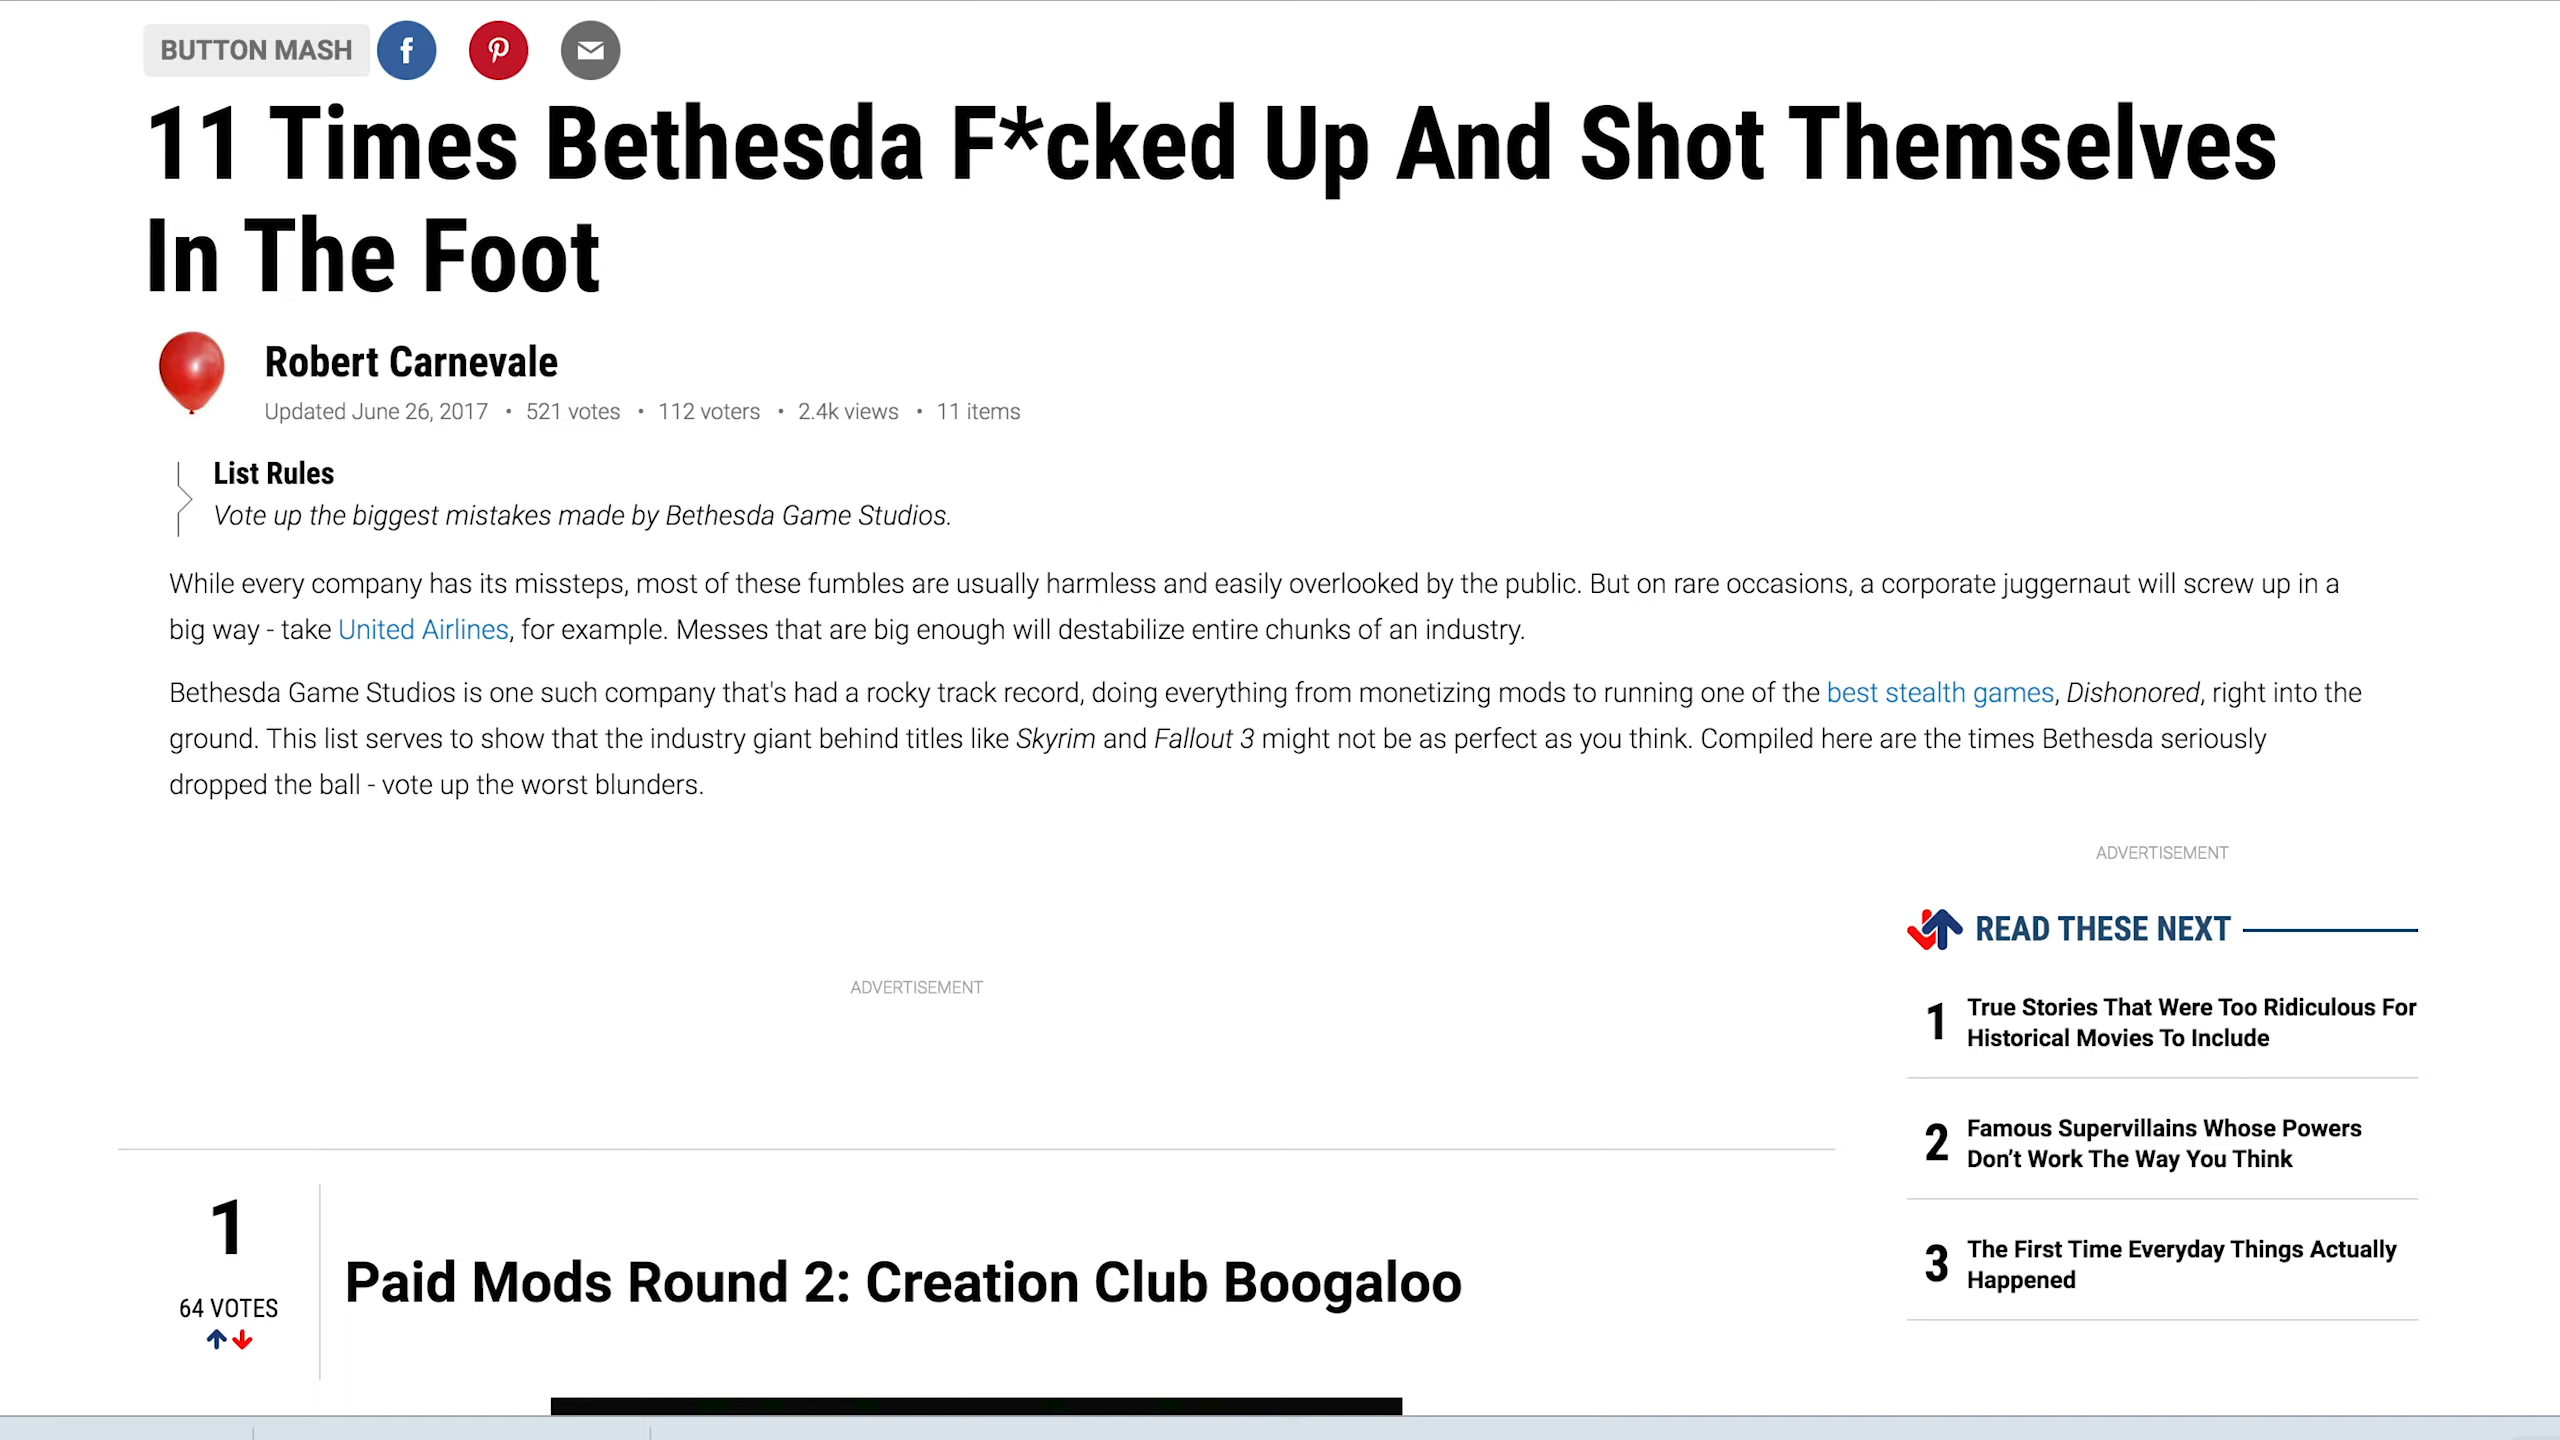 BUTTON MASH
11 Times Bethesda F*cked Up And Shot Themselves
In The Foot
Robert Carnevale
Updated June 26, 2017 • 521 votes • 112 voters • 2.4k views • 11 items
List Rules
Vote up the biggest mistakes made by Bethesda Game Studios.
While every company has its missteps, most of these fumbles are usually harmless and easily overlooked by the public. But on rare occasions, a corporate juggernaut will screw up in a
big way - take United Airlines, for example. Messes that are big enough will destabilize entire chunks of an industry.
Bethesda Game Studios is one such company that's had a rocky track record, doing everything from monetizing mods to running one of the best stealth games, Dishonored, right into the
ground. This list serves to show that the industry giant behind titles like Skyrim and Fallout 3 might not be as perfect as you think. Compiled here are the times Bethesda seriously
dropped the ball - vote up the worst blunders.
ADVERTISEMENT
READ THESE NEXT
1 True Stories That Were Too Ridiculous For
Historical Movies To Include
2 Famous Supervillains Whose Powers
Don’t Work The Way You Think
3 The First Time Everyday Things Actually
Happened
ADVERTISEMENT
1
64 VOTES
Paid Mods Round 2: Creation Club Boogaloo